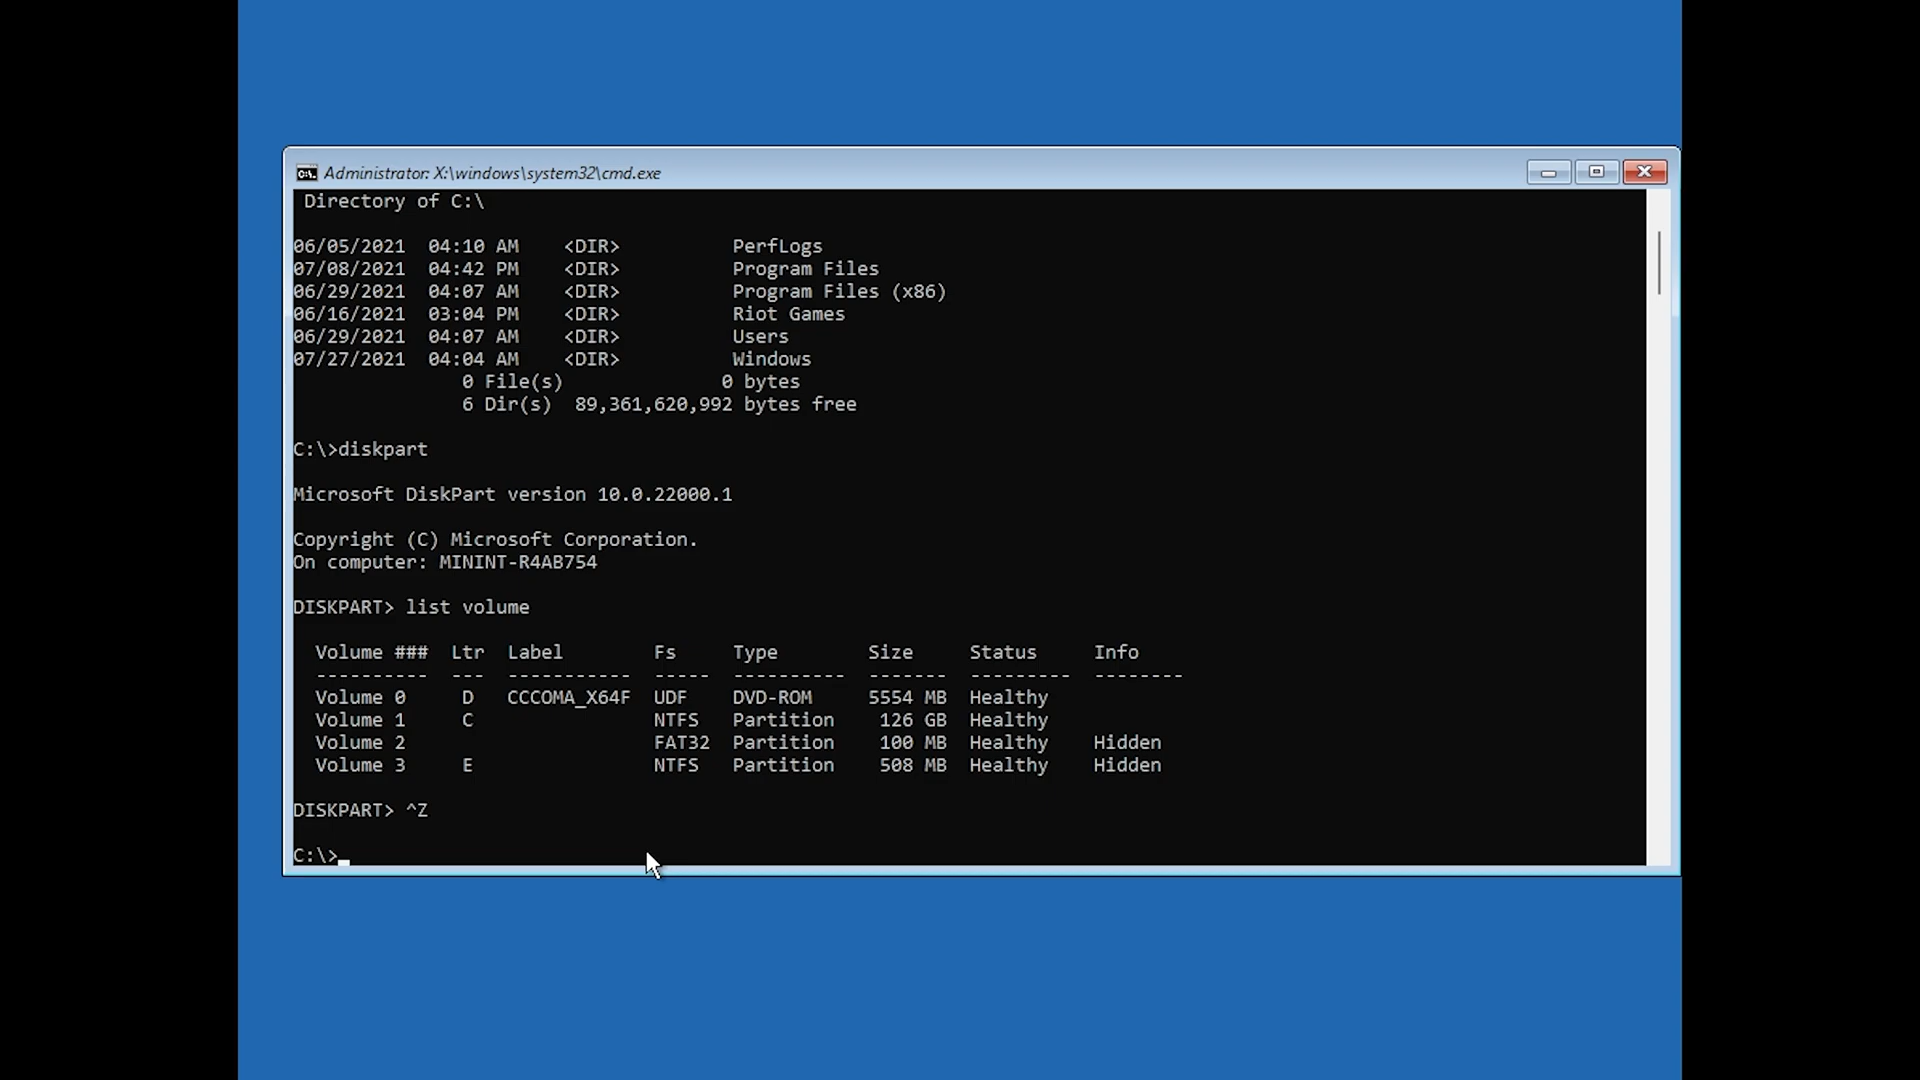 Administrator: X:\windows\system32\cmd.exe
Directory of C:\
06/05/2021  04:10 AM    <DIR>          PerfLogs
07/08/2021  04:42 PM    <DIR>          Program Files
06/29/2021  04:07 AM    <DIR>          Program Files (x86)
06/16/2021  03:04 PM    <DIR>          Riot Games
06/29/2021  04:07 AM    <DIR>          Users
07/27/2021  04:04 AM    <DIR>          Windows
               0 File(s)              0 bytes
               6 Dir(s)  89,361,620,992 bytes free
C:\>diskpart
Microsoft DiskPart version 10.0.22000.1
Copyright (C) Microsoft Corporation.
On computer: MININT-R4AB754
DISKPART> list volume
  Volume ###  Ltr  Label        Fs     Type        Size     Status     Info
  ----------  ---  -----------  -----  ----------  -------  ---------  --------
  Volume 0     D   CCCOMA_X64F  UDF    DVD-ROM     5554 MB  Healthy
  Volume 1     C                NTFS   Partition    126 GB  Healthy
  Volume 2                      FAT32  Partition    100 MB  Healthy    Hidden
  Volume 3     E                NTFS   Partition    508 MB  Healthy    Hidden
DISKPART> ^Z
C:\>